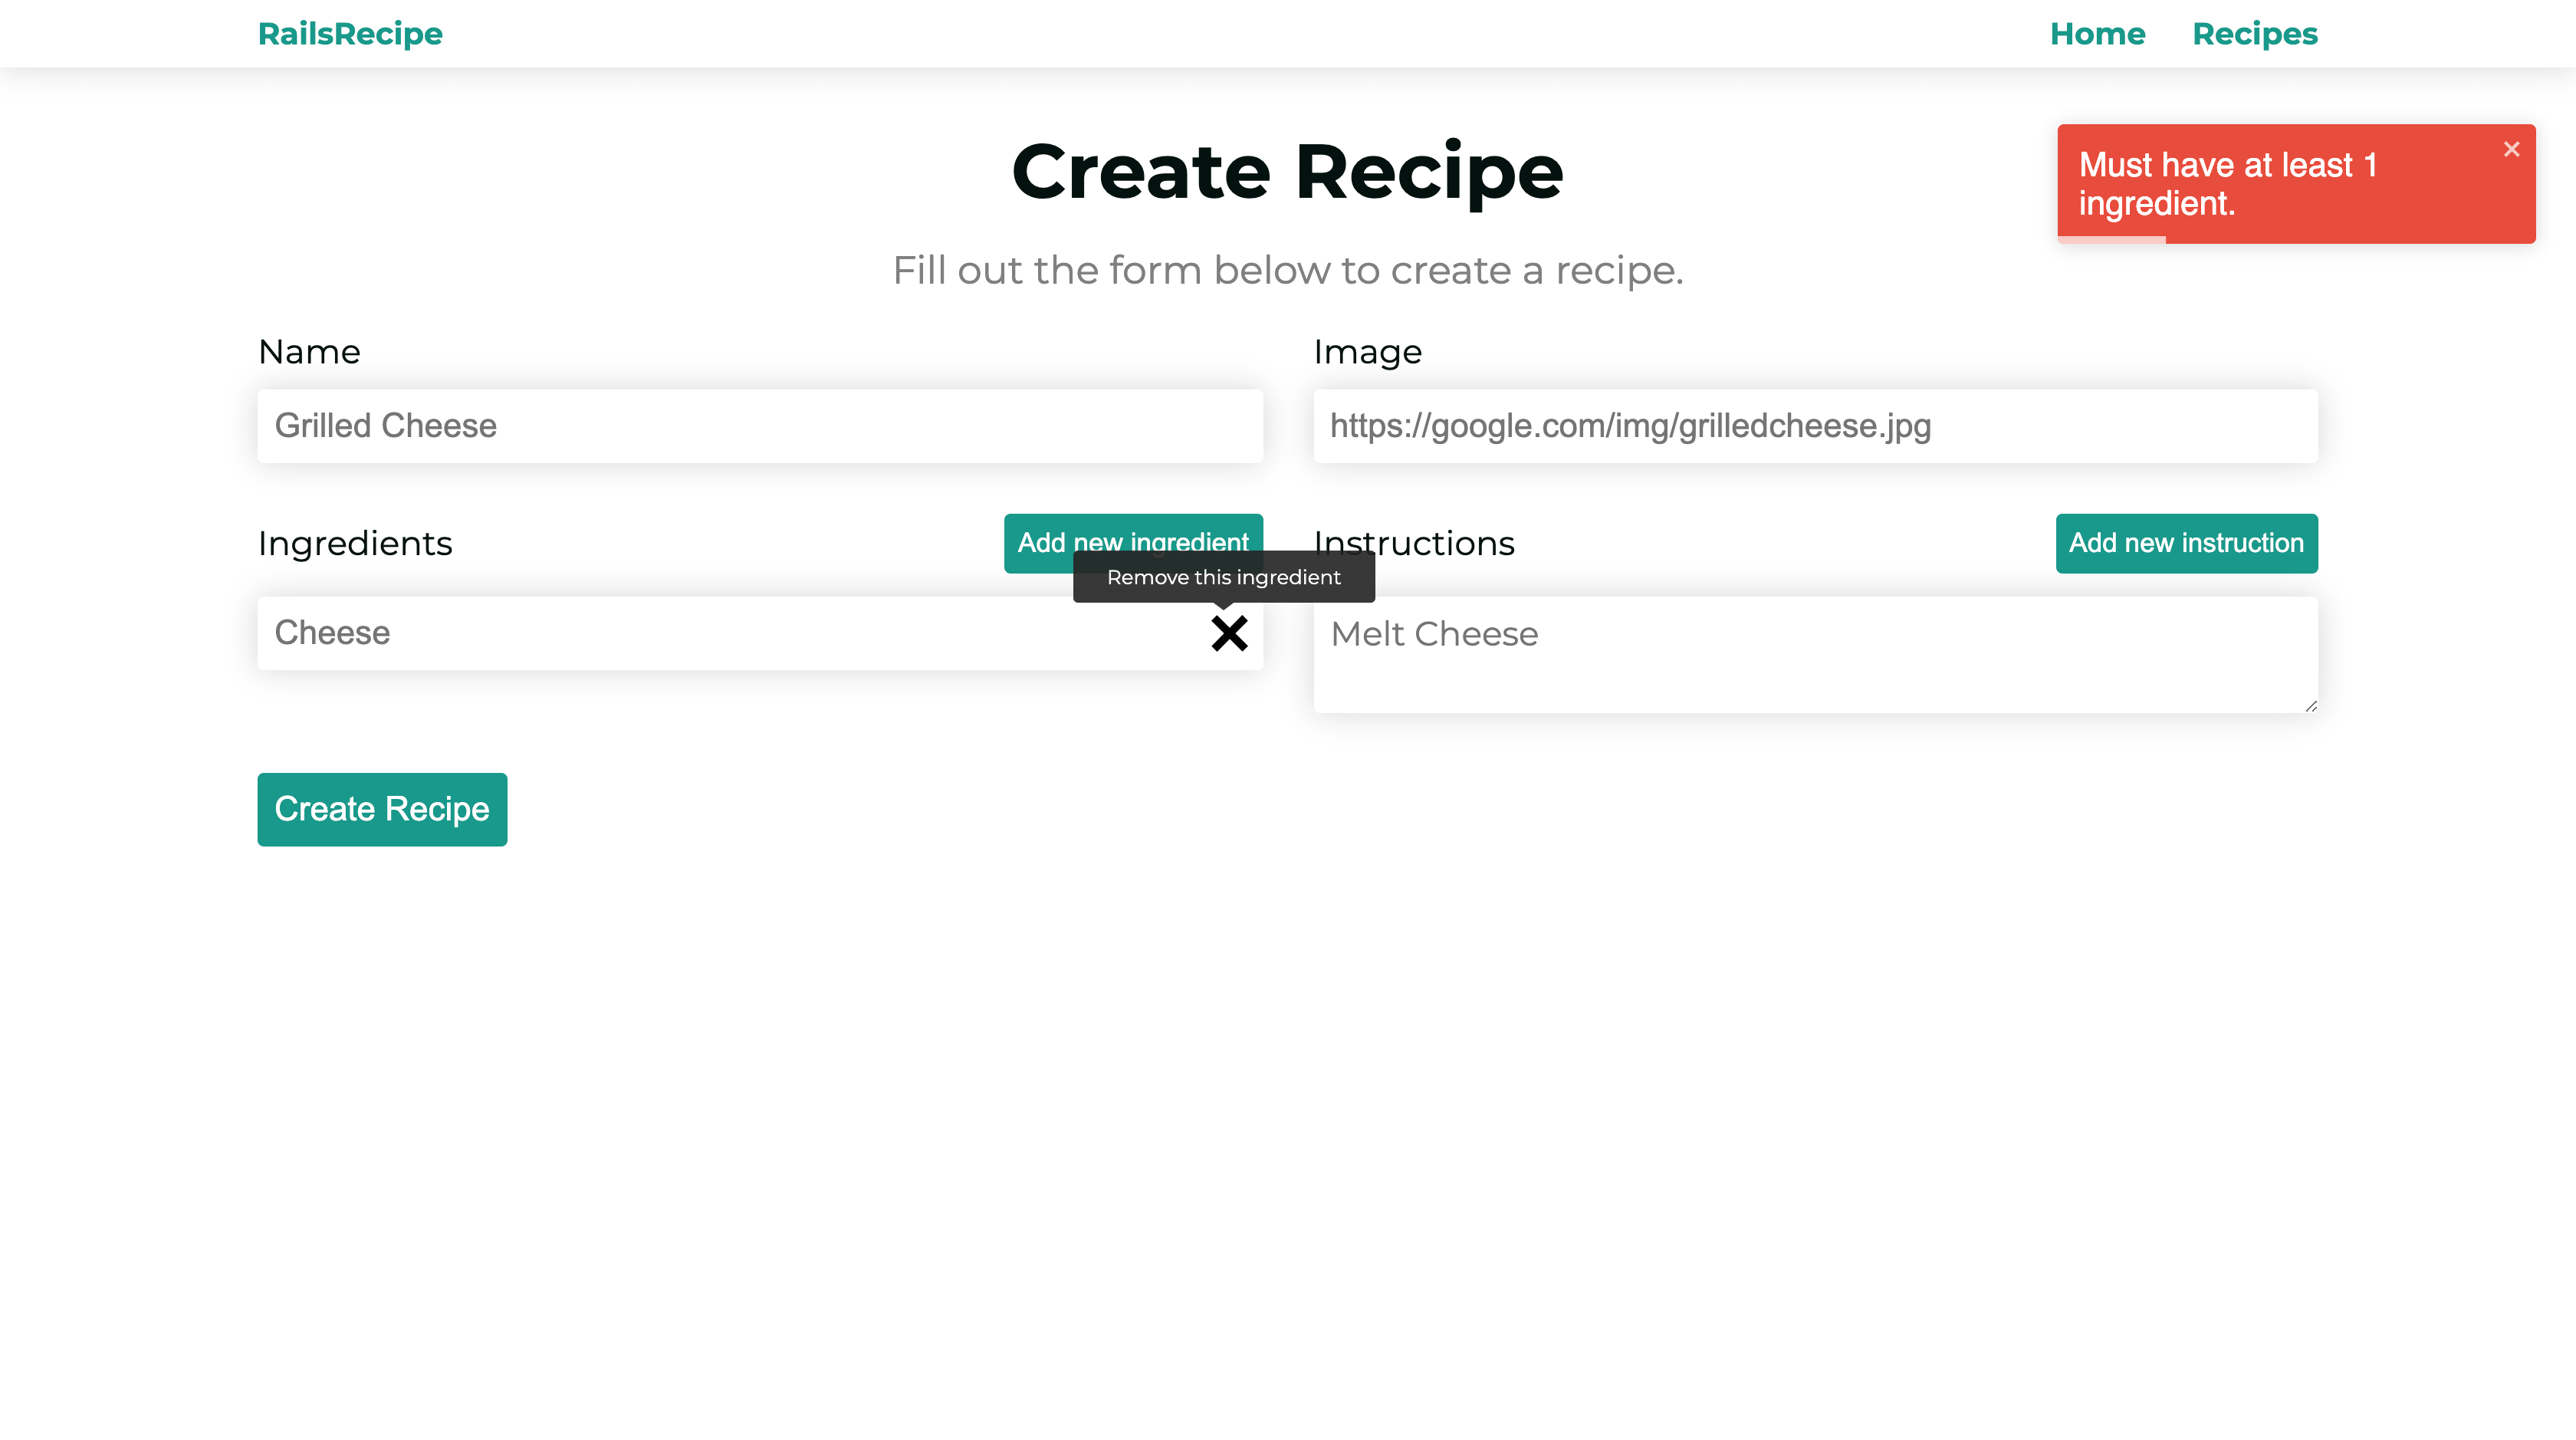 RailsRecipe
Home
Recipes
Create Recipe
Must have at least 1
ingredient.
Fill out the form below to create a recipe.
Name
Image
Grilled Cheese
https://google.com/img/grilledcheese.jpg
Ingredients
Add new ingredient
Instructions
Add new instruction
Remove this ingredient
Cheese
Melt Cheese
Create Recipe